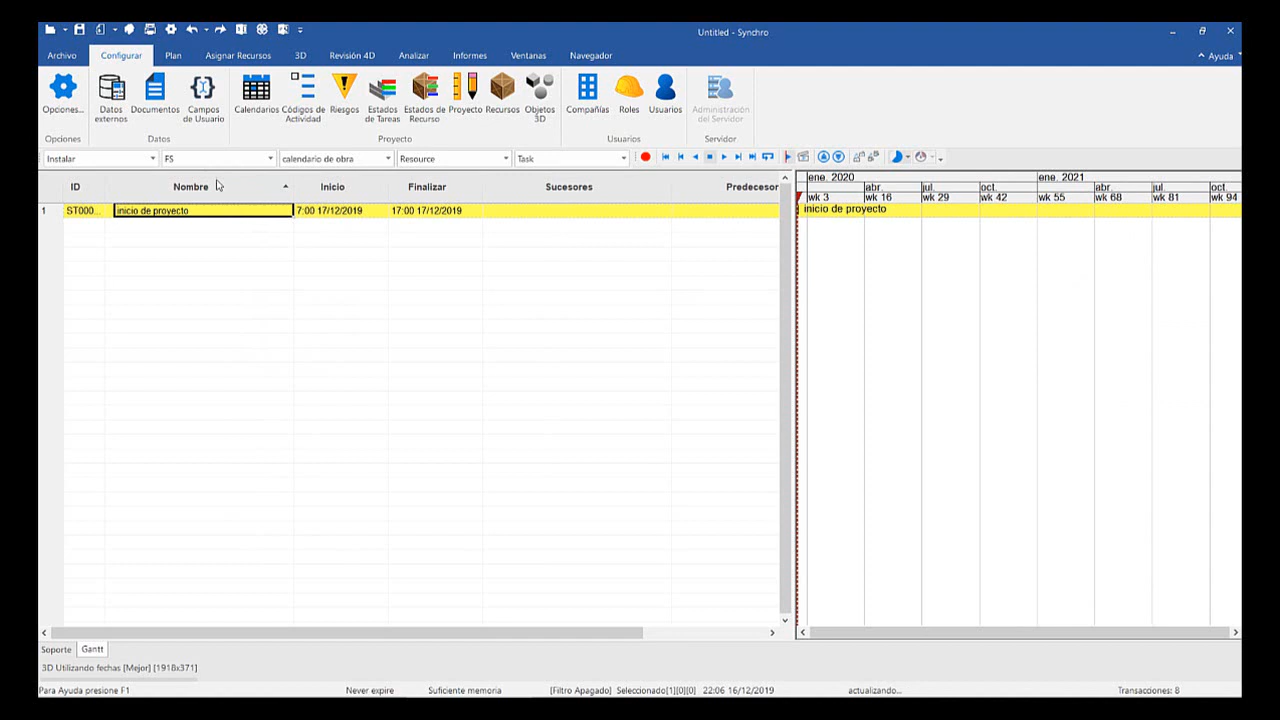 Untitled - Synchro
Archivo Configurar Plan Asignar Recursos 3D Revisión 4D Analizar Informes Ventanas Navegador Ayuda
Opciones... Datos externos Documentos Campos de Usuario Calendarios Códigos de Actividad Riesgos Estados de Tareas Estados de Recurso Proyecto Recursos Objetos 3D Compañías Roles Usuarios Administración del Servidor
Opciones Datos Proyecto Usuarios Servidor
Instalar FS calendario de obra Resource Task
ID Nombre Inicio Finalizar Sucesores Predecesor
ene. 2020 ene. 2021
abr. jul. oct. abr. jul. oct.
wk 3 wk 16 wk 29 wk 42 wk 55 wk 68 wk 81 wk 94
1 ST000... inicio de proyecto 7:00 17/12/2019 17:00 17/12/2019 inicio de proyecto
Soporte Gantt
3D Utilizando fechas [Mejor] [1918x371]
Para Ayuda presione F1 Never expire Suficiente memoria [Filtro Apagado] Seleccionado[1][0][0] 22:06 16/12/2019 actualizando... Transacciones: 8